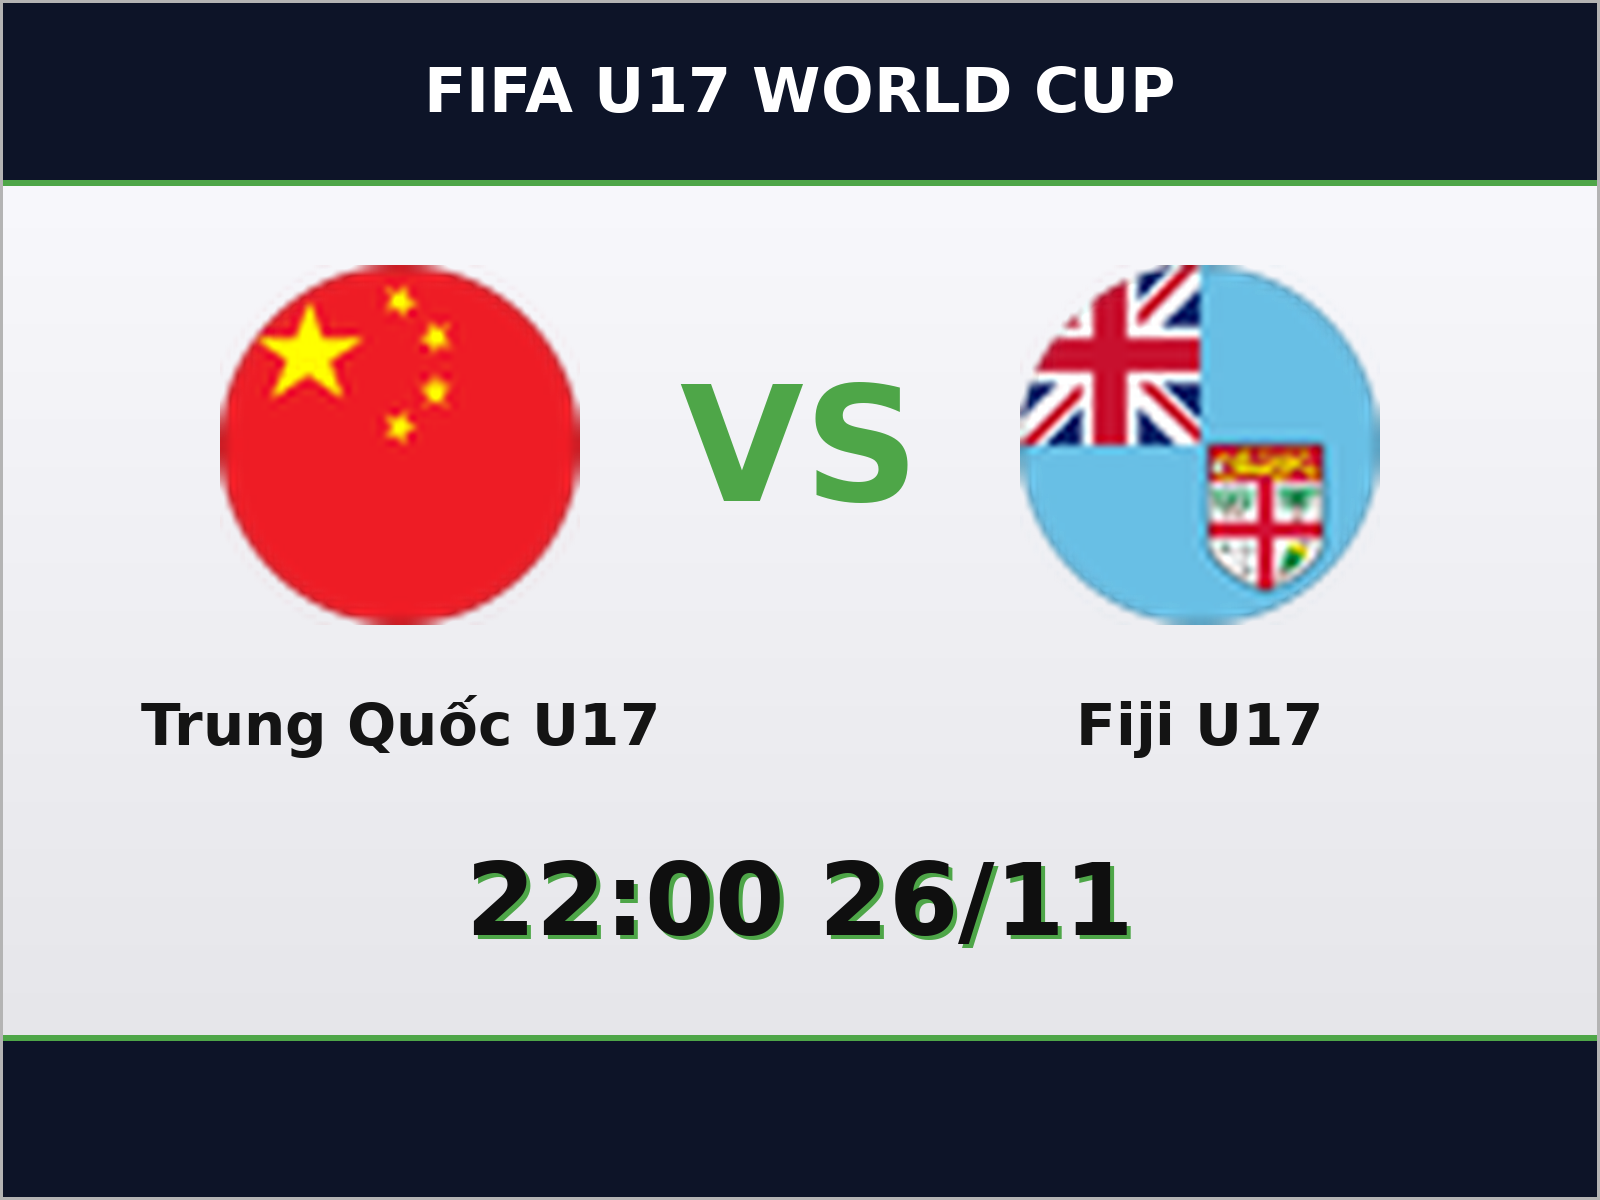 FIFA U17 WORLD CUP
VS
Trung Quốc U17
Fiji U17
22:00 26/11